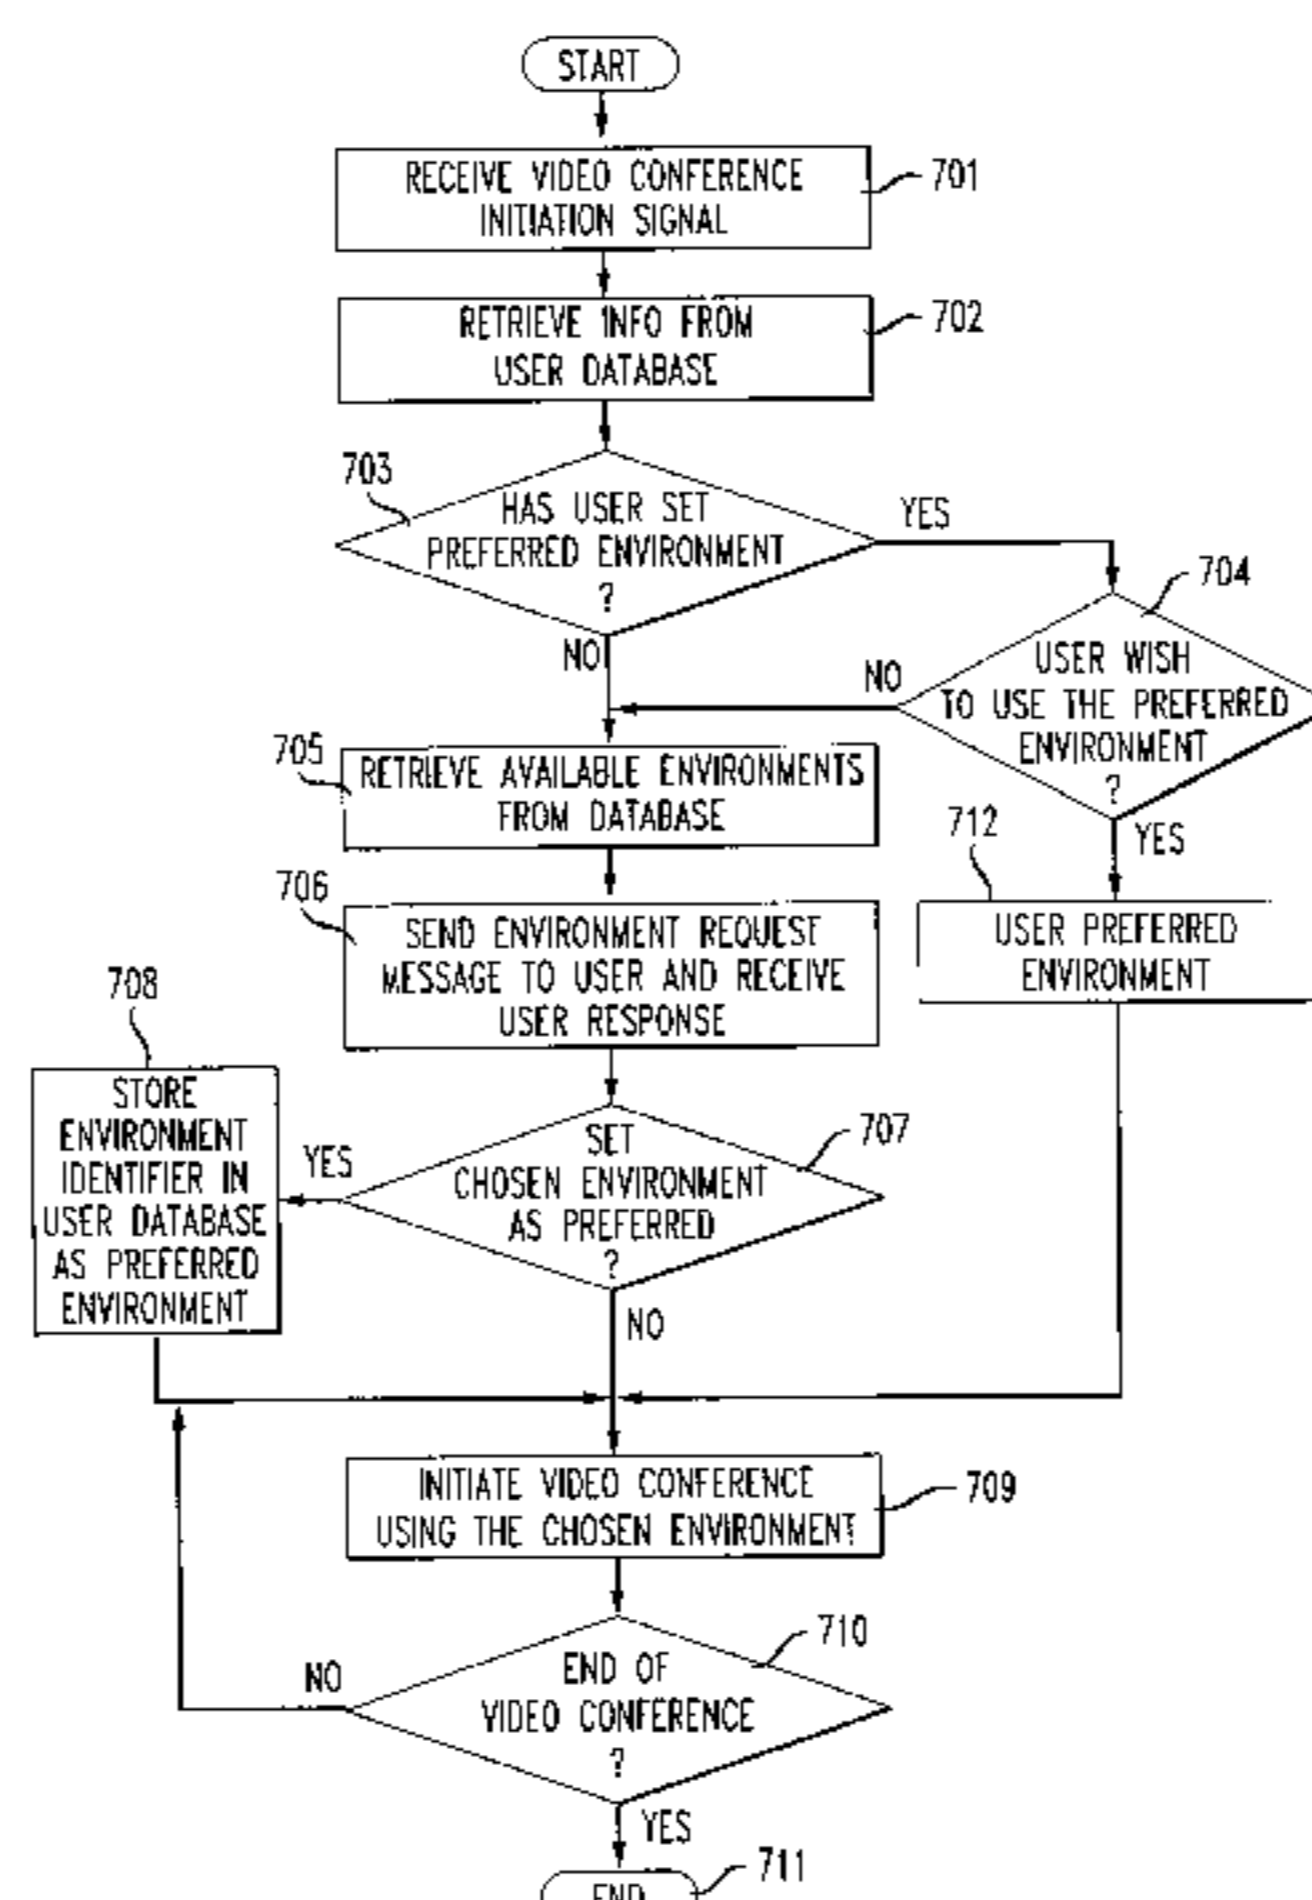 START
RECEIVE VIDEO CONFERENCE
INITIATION SIGNAL
701
RETRIEVE INFO FROM
USER DATABASE
702
703
HAS USER SET
PREFERRED ENVIRONMENT
?
YES
NO
704
USER WISH
TO USE THE PREFERRED
ENVIRONMENT
?
NO
YES
705
RETRIEVE AVAILABLE ENVIRONMENTS
FROM DATABASE
712
USER PREFERRED
ENVIRONMENT
706
SEND ENVIRONMENT REQUEST
MESSAGE TO USER AND RECEIVE
USER RESPONSE
708
STORE
ENVIRONMENT
IDENTIFIER IN
USER DATABASE
AS PREFERRED
ENVIRONMENT
YES
707
SET
CHOSEN ENVIRONMENT
AS PREFERRED
?
NO
INITIATE VIDEO CONFERENCE
USING THE CHOSEN ENVIRONMENT
709
710
END OF
VIDEO CONFERENCE
?
NO
YES
END
711